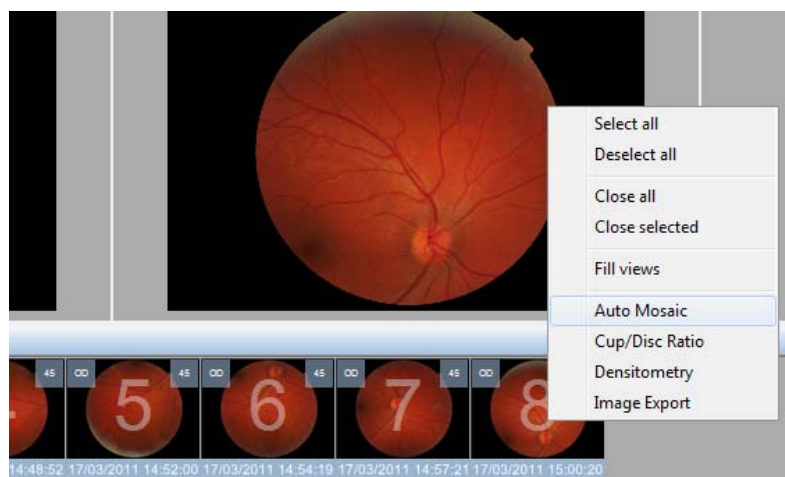 Select all
Deselect all
Close all
Close selected
Fill views
Auto Mosaic
Cup/Disc Ratio
Densitometry
Image Export
45 45 45
5 6 7 8
14:48:52 17/03/2011 14:52:00 17/03/2011 14:54:19 17/03/2011 14:57:21 17/03/2011 15:00:20